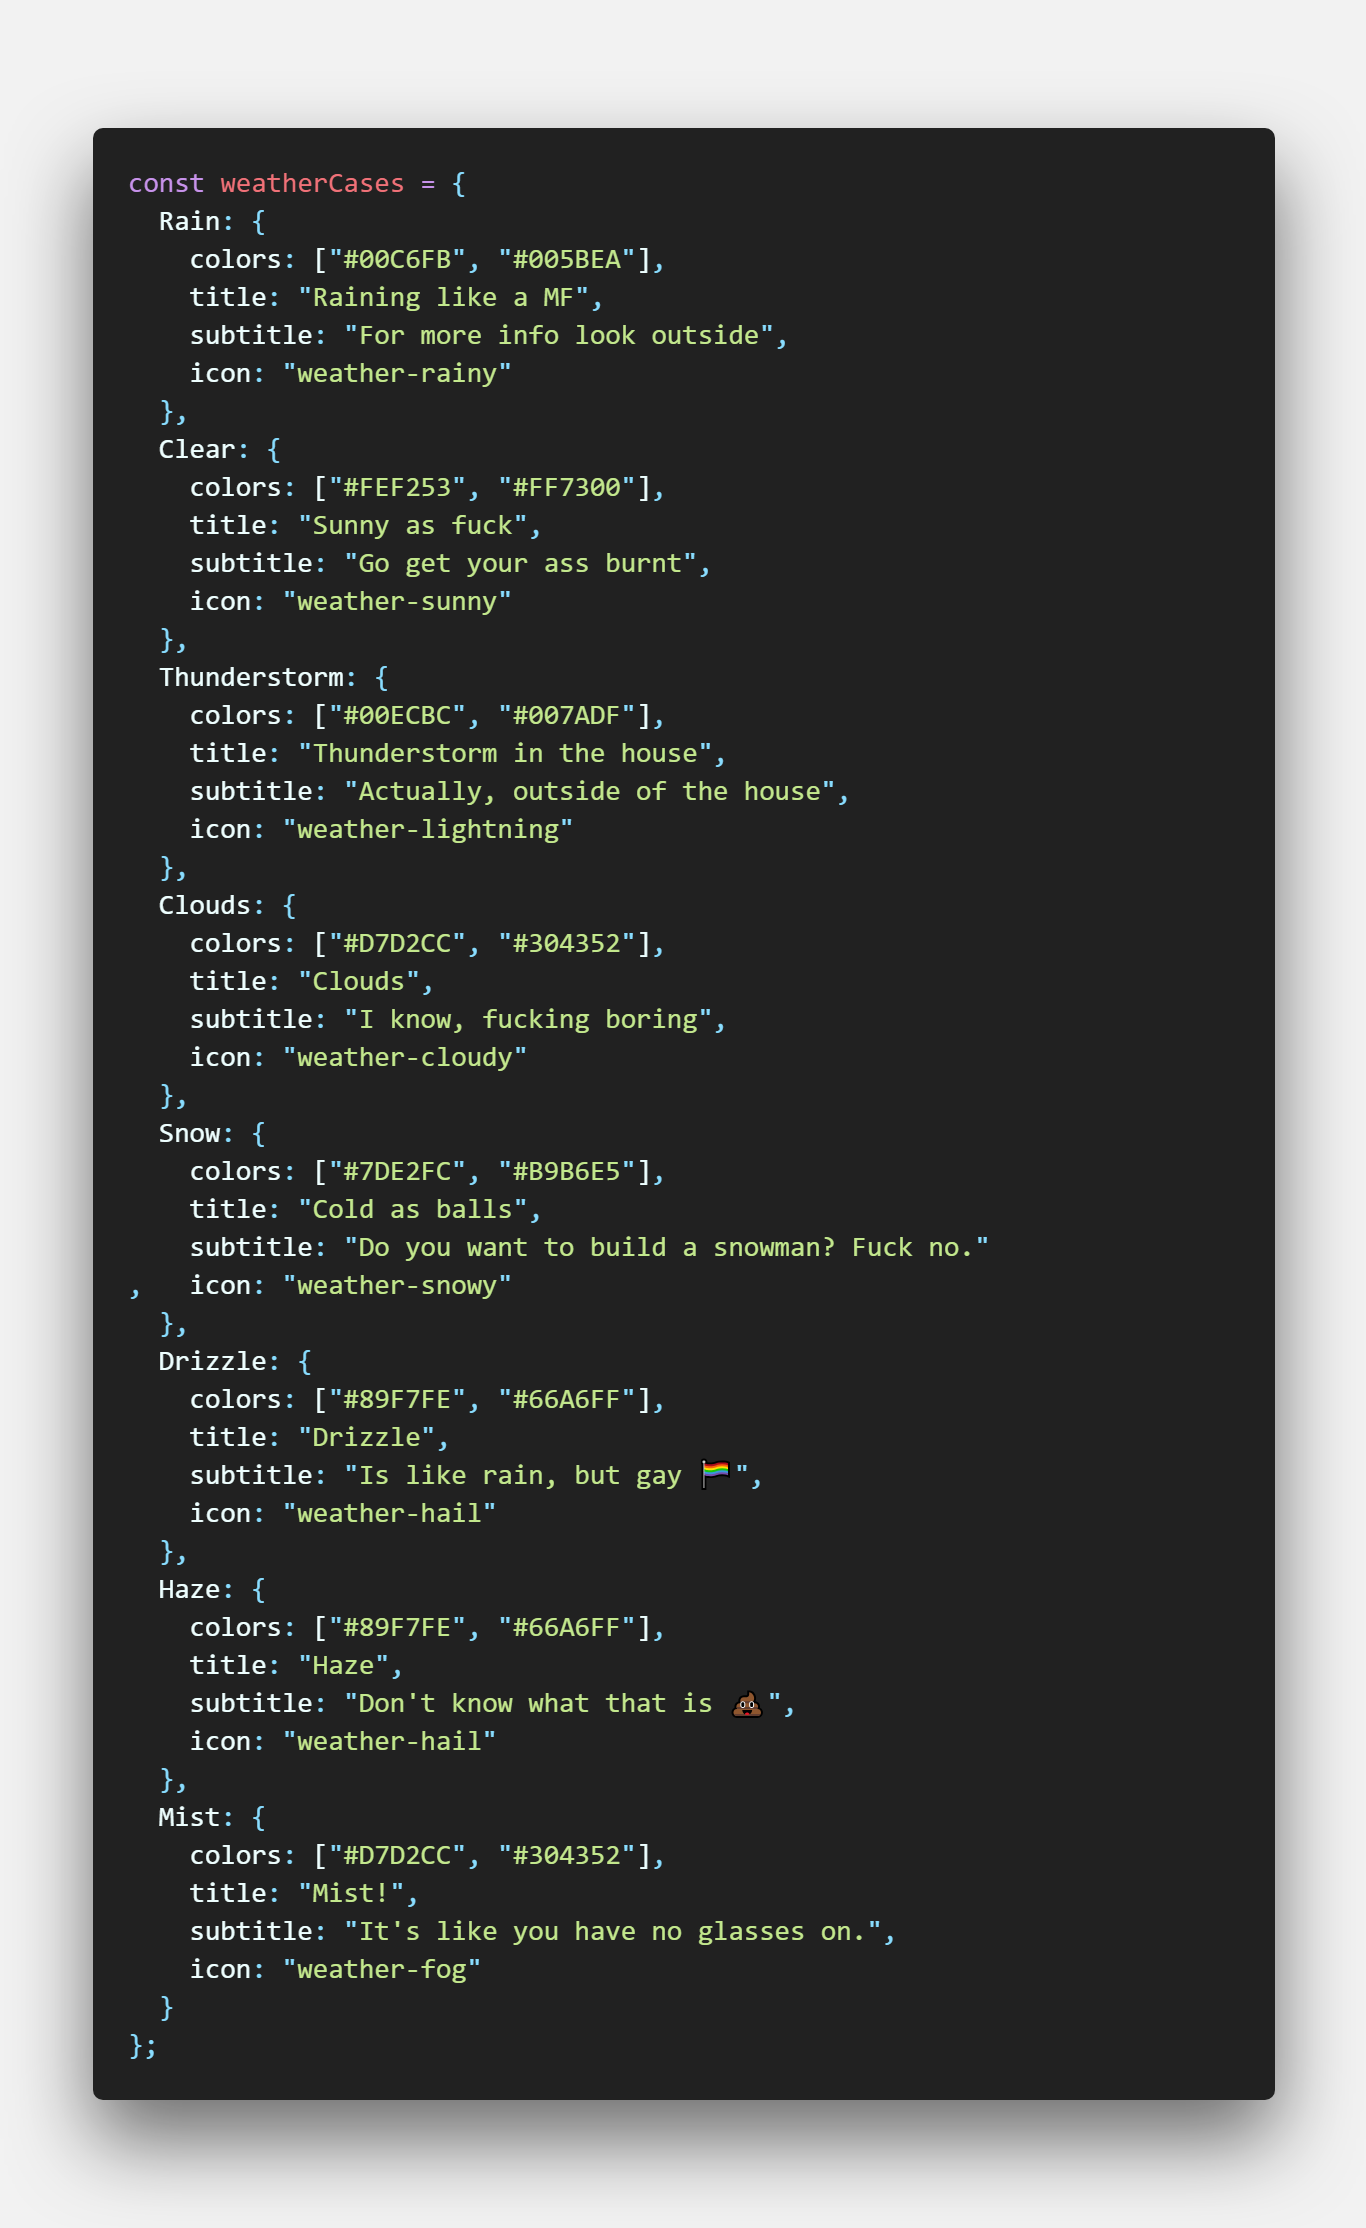 const weatherCases = {
  Rain: {
    colors: ["#00C6FB", "#005BEA"],
    title: "Raining like a MF",
    subtitle: "For more info look outside",
    icon: "weather-rainy"
  },
  Clear: {
    colors: ["#FEF253", "#FF7300"],
    title: "Sunny as fuck",
    subtitle: "Go get your ass burnt",
    icon: "weather-sunny"
  },
  Thunderstorm: {
    colors: ["#00ECBC", "#007ADF"],
    title: "Thunderstorm in the house",
    subtitle: "Actually, outside of the house",
    icon: "weather-lightning"
  },
  Clouds: {
    colors: ["#D7D2CC", "#304352"],
    title: "Clouds",
    subtitle: "I know, fucking boring",
    icon: "weather-cloudy"
  },
  Snow: {
    colors: ["#7DE2FC", "#B9B6E5"],
    title: "Cold as balls",
    subtitle: "Do you want to build a snowman? Fuck no."
,   icon: "weather-snowy"
  },
  Drizzle: {
    colors: ["#89F7FE", "#66A6FF"],
    title: "Drizzle",
    subtitle: "Is like rain, but gay 🏳️‍🌈",
    icon: "weather-hail"
  },
  Haze: {
    colors: ["#89F7FE", "#66A6FF"],
    title: "Haze",
    subtitle: "Don't know what that is 💩",
    icon: "weather-hail"
  },
  Mist: {
    colors: ["#D7D2CC", "#304352"],
    title: "Mist!",
    subtitle: "It's like you have no glasses on.",
    icon: "weather-fog"
  }
};